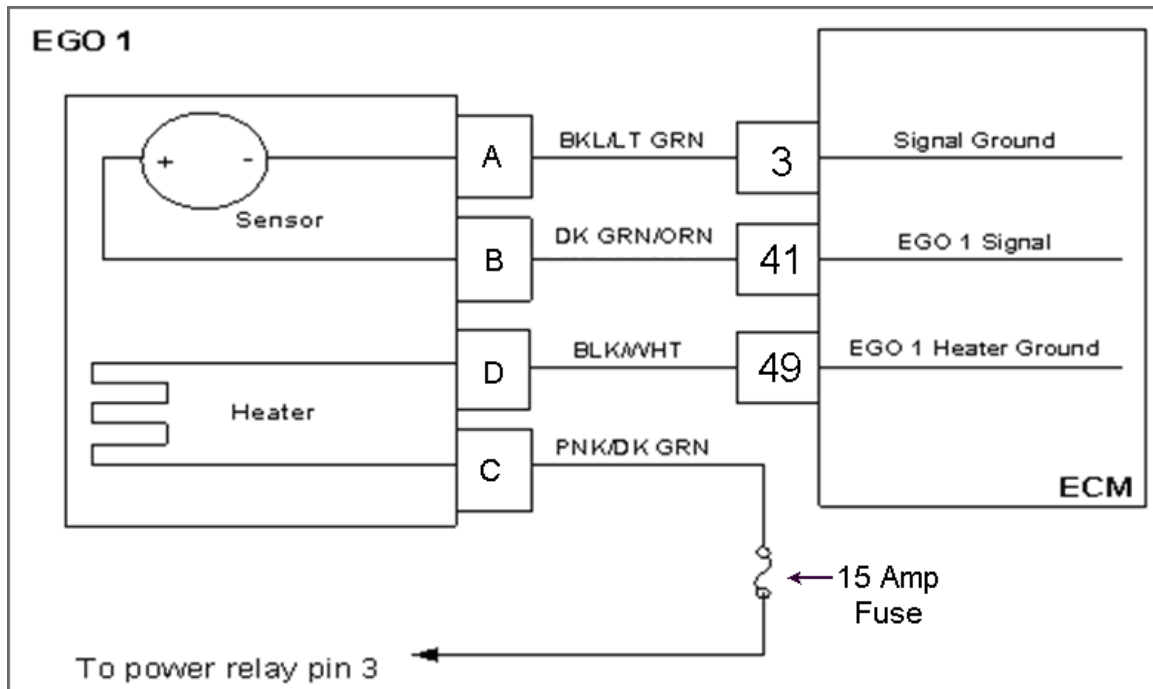 EGO 1
+ -
Sensor
Heater
A
B
D
C
BKL/LT GRN
DK GRN/ORN
BLK/WHT
PNK/DK GRN
3
41
49
Signal Ground
EGO 1 Signal
EGO 1 Heater Ground
ECM
15 Amp
Fuse
To power relay pin 3